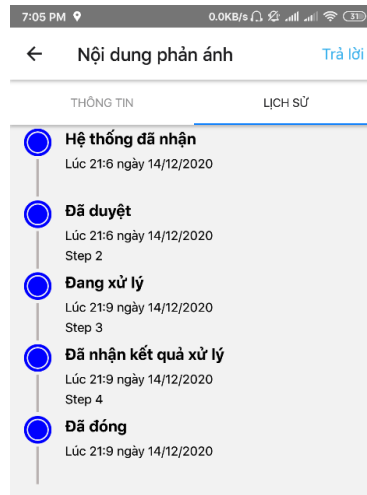 7:05 PM 0.0KB/s 31
Nội dung phản ánh Trả lời
THÔNG TIN LỊCH SỬ
Hệ thống đã nhận
Lúc 21:6 ngày 14/12/2020
Đã duyệt
Lúc 21:6 ngày 14/12/2020
Step 2
Đang xử lý
Lúc 21:9 ngày 14/12/2020
Step 3
Đã nhận kết quả xử lý
Lúc 21:9 ngày 14/12/2020
Step 4
Đã đóng
Lúc 21:9 ngày 14/12/2020